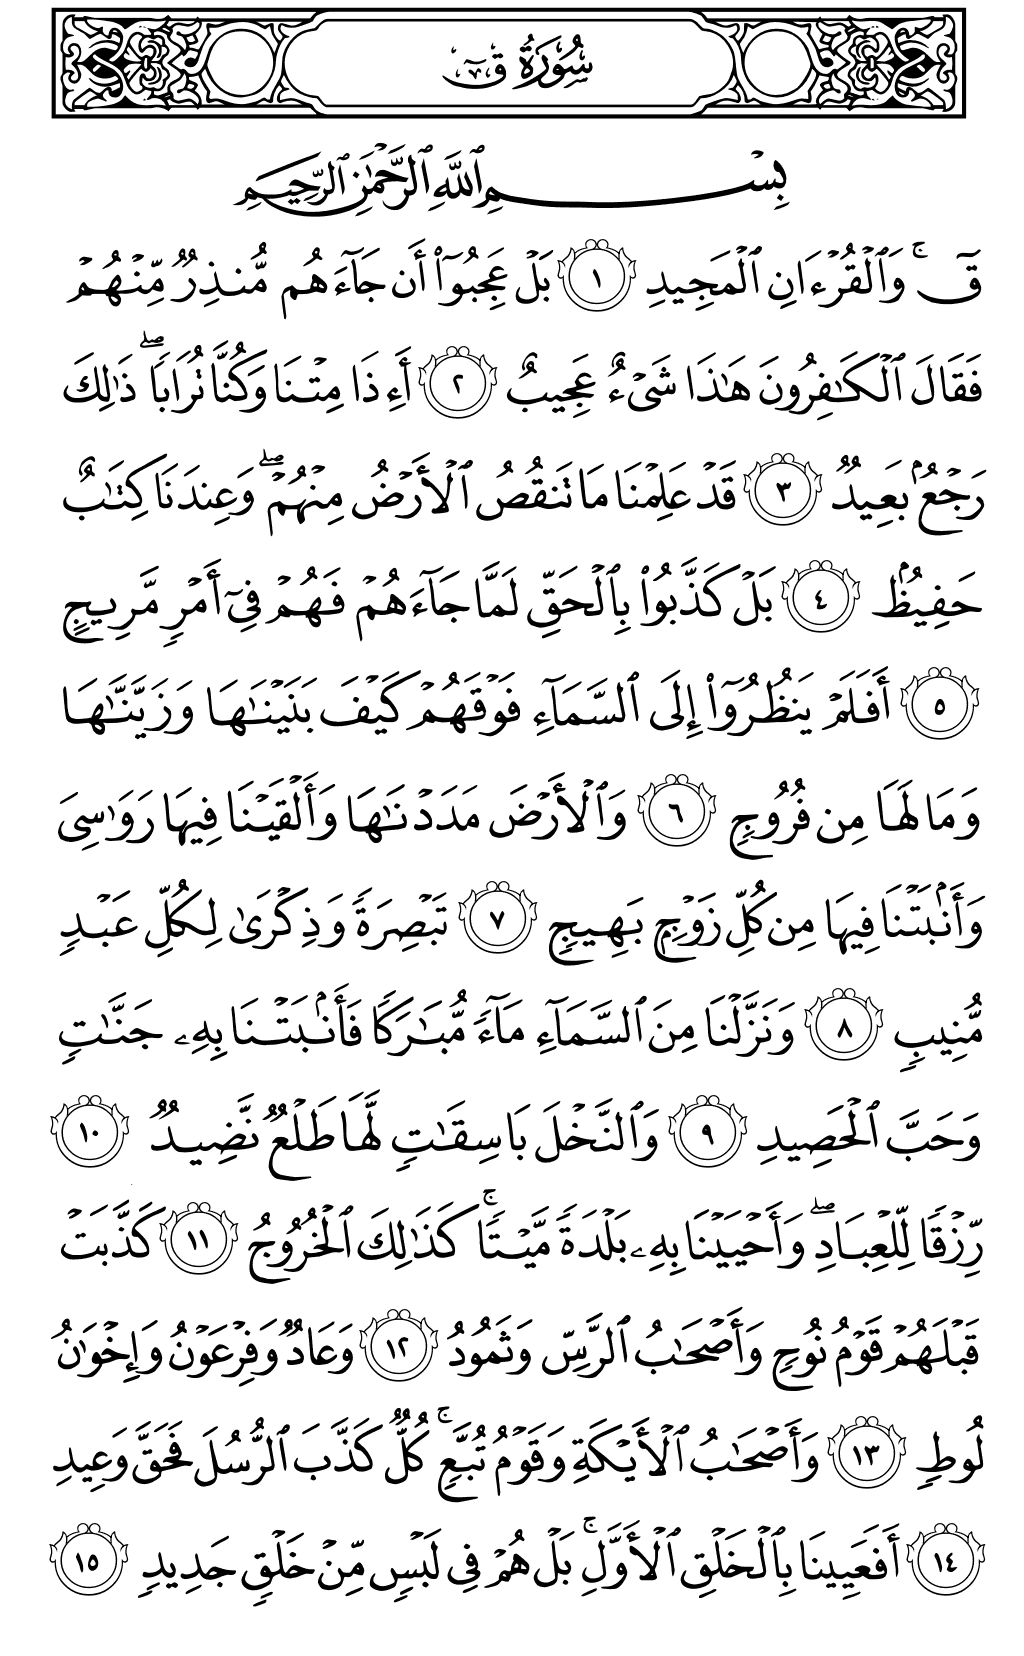 سُورَةُ قٓ
بِسْمِ ٱللَّهِ ٱلرَّحْمَٰنِ ٱلرَّحِيمِ
قٓ ۚ وَٱلْقُرْءَانِ ٱلْمَجِيدِ ١ بَلْ عَجِبُوٓا۟ أَن جَآءَهُم مُّنذِرٌ مِّنْهُمْ
فَقَالَ ٱلْكَٰفِرُونَ هَٰذَا شَىْءٌ عَجِيبٌ ٢ أَءِذَا مِتْنَا وَكُنَّا تُرَابًا ۖ ذَٰلِكَ
رَجْعٌۢ بَعِيدٌ ٣ قَدْ عَلِمْنَا مَا تَنقُصُ ٱلْأَرْضُ مِنْهُمْ ۖ وَعِندَنَا كِتَٰبٌ
حَفِيظٌۢ ٤ بَلْ كَذَّبُوا۟ بِٱلْحَقِّ لَمَّا جَآءَهُمْ فَهُمْ فِىٓ أَمْرٍ مَّرِيجٍ
٥ أَفَلَمْ يَنظُرُوٓا۟ إِلَى ٱلسَّمَآءِ فَوْقَهُمْ كَيْفَ بَنَيْنَٰهَا وَزَيَّنَّٰهَا
وَمَا لَهَا مِن فُرُوجٍ ٦ وَٱلْأَرْضَ مَدَدْنَٰهَا وَأَلْقَيْنَا فِيهَا رَوَٰسِىَ
وَأَنۢبَتْنَا فِيهَا مِن كُلِّ زَوْجٍۭ بَهِيجٍ ٧ تَبْصِرَةً وَذِكْرَىٰ لِكُلِّ عَبْدٍ
مُّنِيبٍ ٨ وَنَزَّلْنَا مِنَ ٱلسَّمَآءِ مَآءً مُّبَٰرَكًا فَأَنۢبَتْنَا بِهِۦ جَنَّٰتٍ
وَحَبَّ ٱلْحَصِيدِ ٩ وَٱلنَّخْلَ بَاسِقَٰتٍ لَّهَا طَلْعٌ نَّضِيدٌ ١٠
رِّزْقًا لِّلْعِبَادِ ۖ وَأَحْيَيْنَا بِهِۦ بَلْدَةً مَّيْتًا ۚ كَذَٰلِكَ ٱلْخُرُوجُ ١١ كَذَّبَتْ
قَبْلَهُمْ قَوْمُ نُوحٍ وَأَصْحَٰبُ ٱلرَّسِّ وَثَمُودُ ١٢ وَعَادٌ وَفِرْعَوْنُ وَإِخْوَٰنُ
لُوطٍ ١٣ وَأَصْحَٰبُ ٱلْأَيْكَةِ وَقَوْمُ تُبَّعٍ ۚ كُلٌّ كَذَّبَ ٱلرُّسُلَ فَحَقَّ وَعِيدِ
١٤ أَفَعَيِينَا بِٱلْخَلْقِ ٱلْأَوَّلِ ۚ بَلْ هُمْ فِى لَبْسٍ مِّنْ خَلْقٍ جَدِيدٍ ١٥